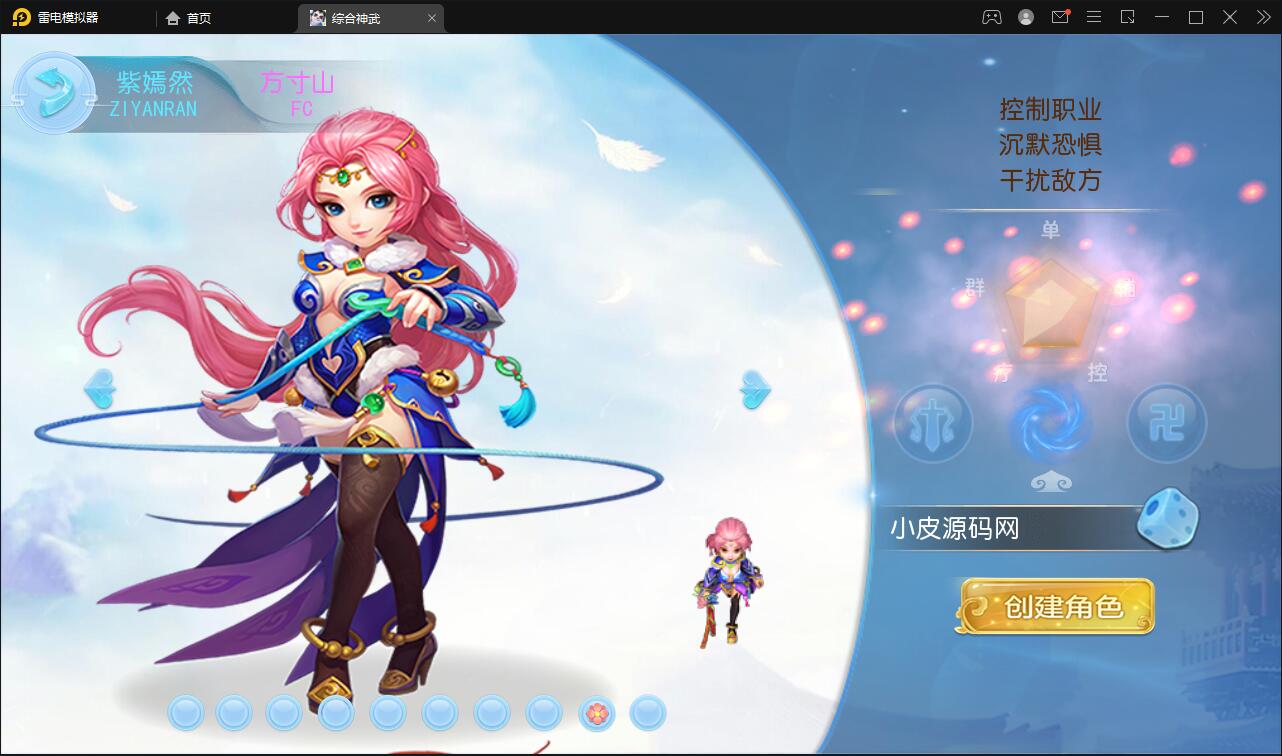 雷电模拟器
首页
综合神武
紫嫣然
ZIYANRAN
方寸山
FC
控制职业
沉默恐惧
干扰敌方
单
群
辅
疗
控
卍
小皮源码网
创建角色